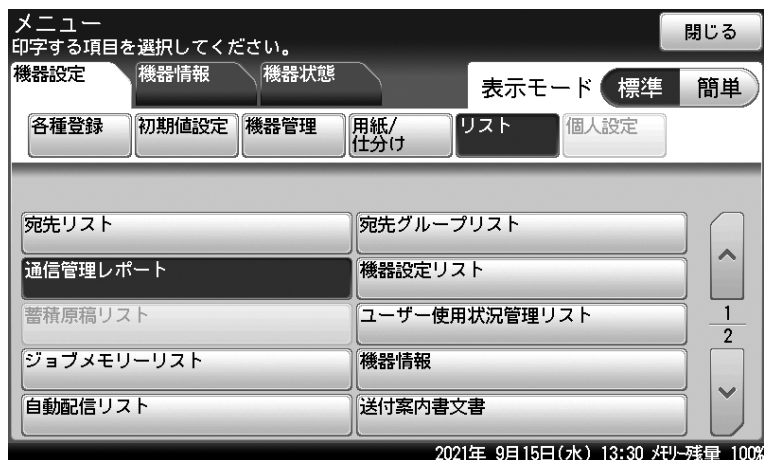 メニュー
印字する項目を選択してください。
閉じる
機器設定 機器情報 機器状態
表示モード 標準 簡単
各種登録 初期値設定 機器管理 用紙/
仕分け リスト 個人設定
宛先リスト 宛先グループリスト
通信管理レポート 機器設定リスト
蓄積原稿リスト ユーザー使用状況管理リスト
1
2
ジョブメモリーリスト 機器情報
自動配信リスト 送付案内書文書
2021年 9月15日(水) 13:30 ﾒﾓﾘｰ残量 100%